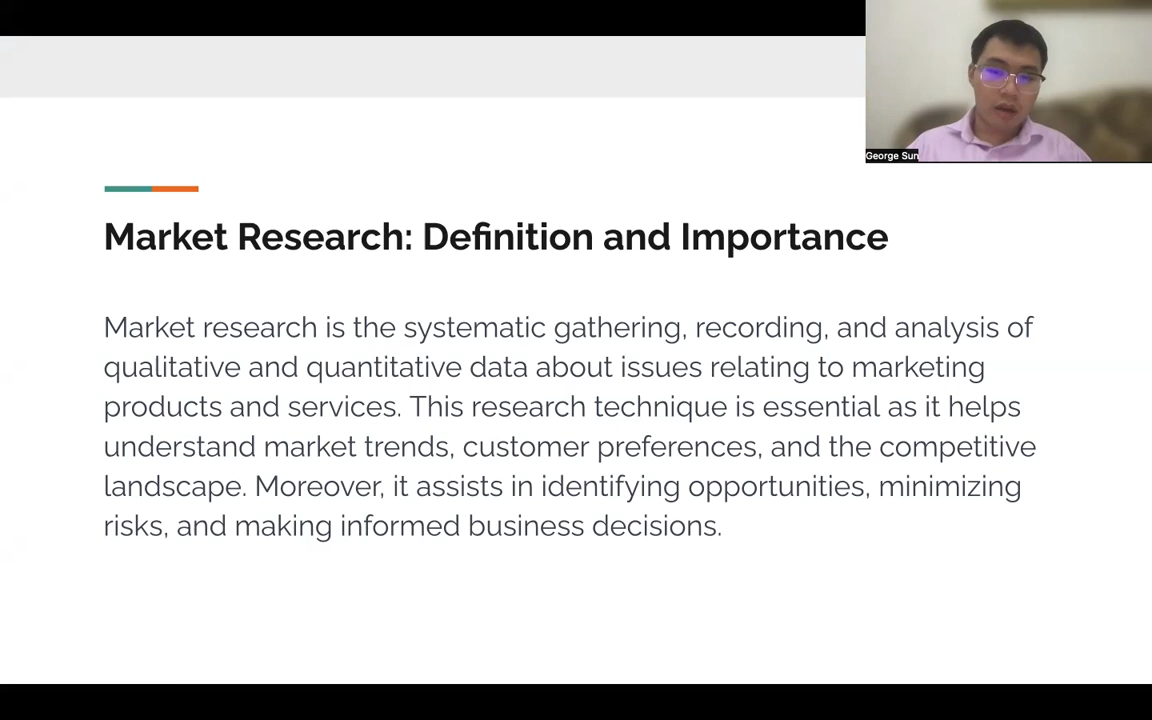 George Sun
Market Research: Definition and Importance
Market research is the systematic gathering, recording, and analysis of
qualitative and quantitative data about issues relating to marketing
products and services. This research technique is essential as it helps
understand market trends, customer preferences, and the competitive
landscape. Moreover, it assists in identifying opportunities, minimizing
risks, and making informed business decisions.